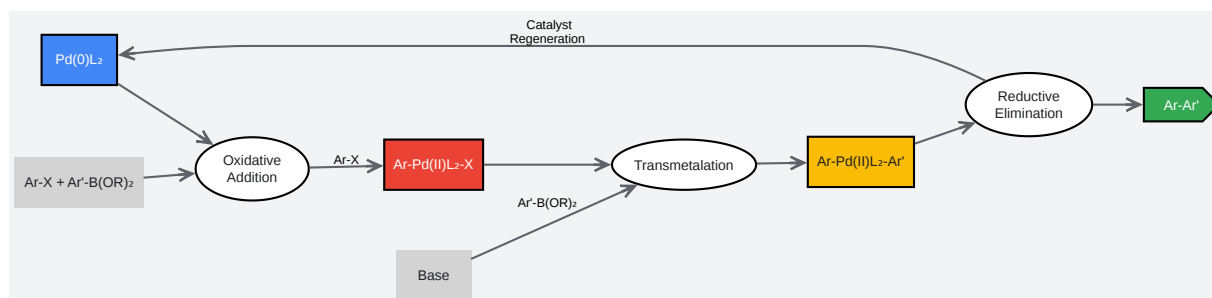 Catalyst
Regeneration
Pd(0)L₂
Reductive
Elimination
Ar-Ar'
Oxidative
Addition
Ar-X
Ar-Pd(II)L₂-X
Transmetalation
Ar-Pd(II)L₂-Ar'
Ar-X + Ar'-B(OR)₂
Ar'-B(OR)₂
Base